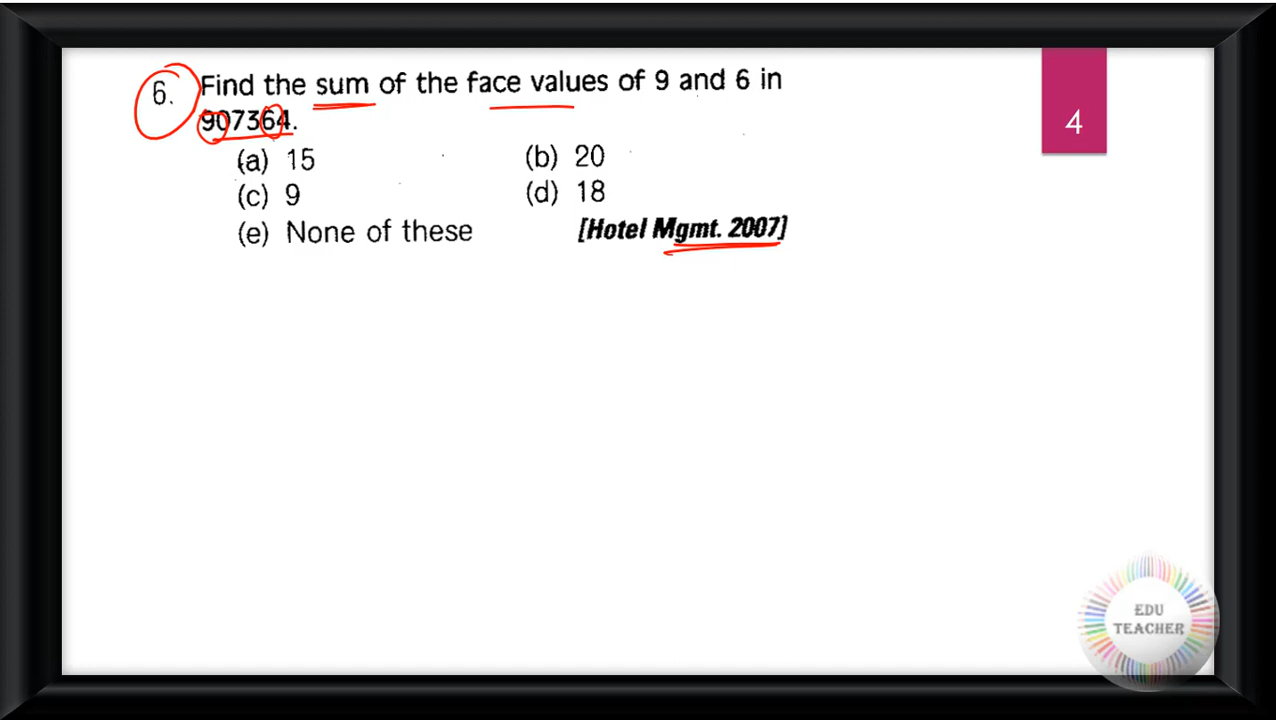 6. Find the sum of the face values of 9 and 6 in
907364.
(a) 15 (b) 20
(c) 9 (d) 18
(e) None of these [Hotel Mgmt. 2007]
4
EDU
TEACHER